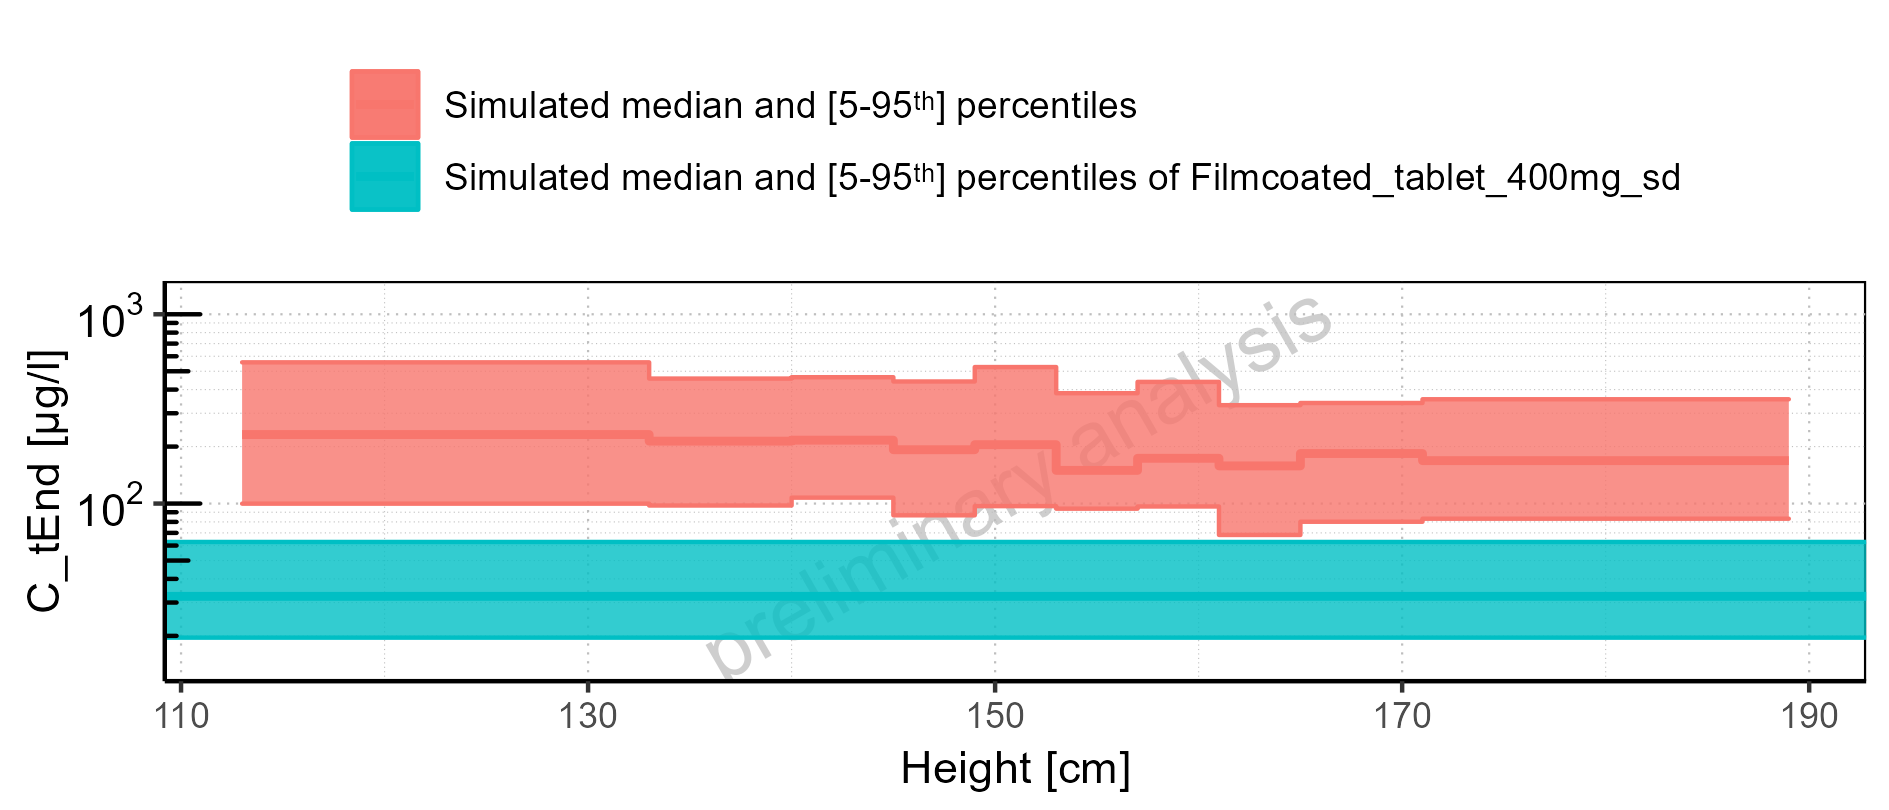 Simulated median and [5-95th] percentiles
Simulated median and [5-95th] percentiles of Filmcoated_tablet_400mg_sd
C_tEnd [µg/l]
10³
10²
preliminary analysis
110 130 150 170 190
Height [cm]